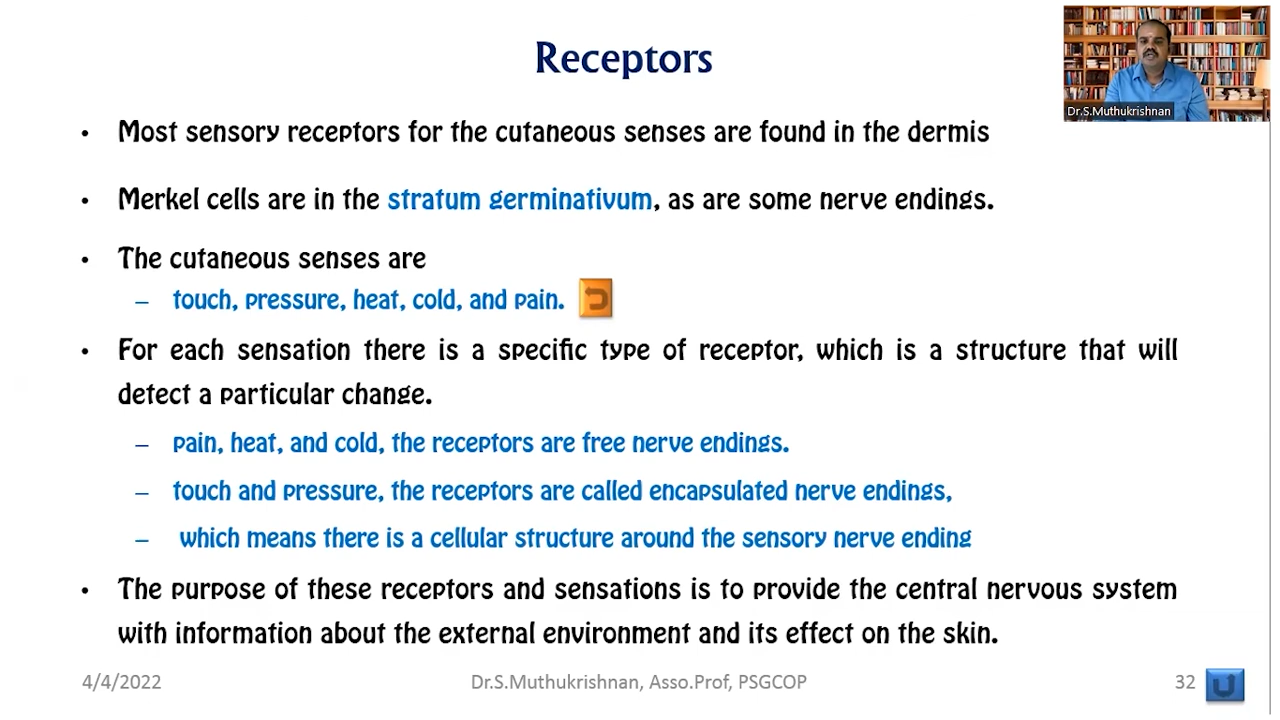 Receptors
Dr.S.Muthukrishnan
• Most sensory receptors for the cutaneous senses are found in the dermis
• Merkel cells are in the stratum germinativum, as are some nerve endings.
• The cutaneous senses are
– touch, pressure, heat, cold, and pain.
• For each sensation there is a specific type of receptor, which is a structure that will
detect a particular change.
– pain, heat, and cold, the receptors are free nerve endings.
– touch and pressure, the receptors are called encapsulated nerve endings,
– which means there is a cellular structure around the sensory nerve ending
• The purpose of these receptors and sensations is to provide the central nervous system
with information about the external environment and its effect on the skin.
4/4/2022 Dr.S.Muthukrishnan, Asso.Prof, PSGCOP 32